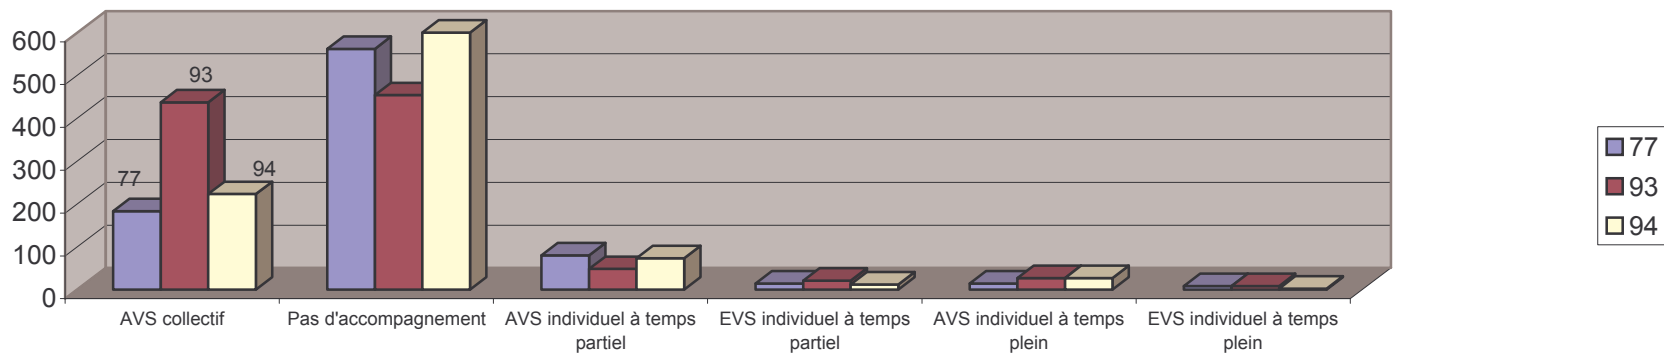 600
500
400
300
200
100
0
93
77
94
AVS collectif
Pas d'accompagnement
AVS individuel à temps
partiel
EVS individuel à temps
partiel
AVS individuel à temps
plein
EVS individuel à temps
plein
77
93
94